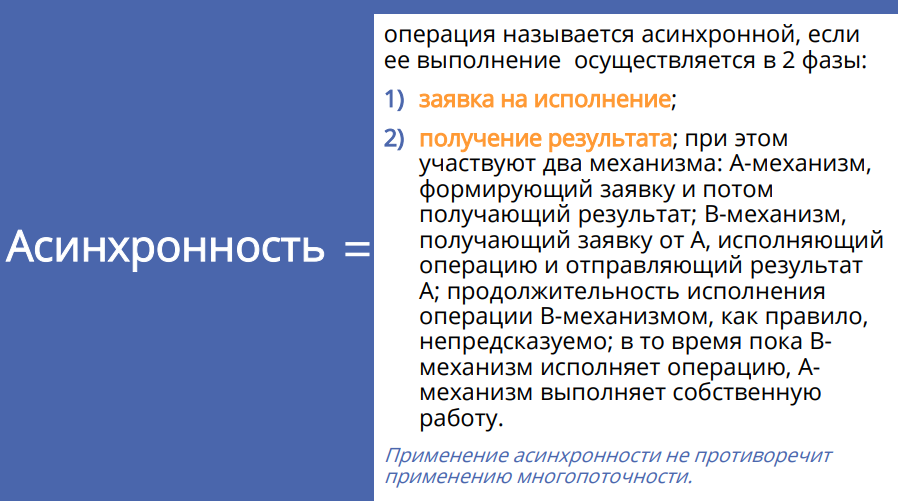 Асинхронность =
операция называется асинхронной, если
ее выполнение осуществляется в 2 фазы:
1) заявка на исполнение;
2) получение результата; при этом
участвуют два механизма: А-механизм,
формирующий заявку и потом
получающий результат; В-механизм,
получающий заявку от А, исполняющий
операцию и отправляющий результат
А; продолжительность исполнения
операции В-механизмом, как правило,
непредсказуемо; в то время пока В-
механизм исполняет операцию, А-
механизм выполняет собственную
работу.
Применение асинхронности не противоречит
применению многопоточности.